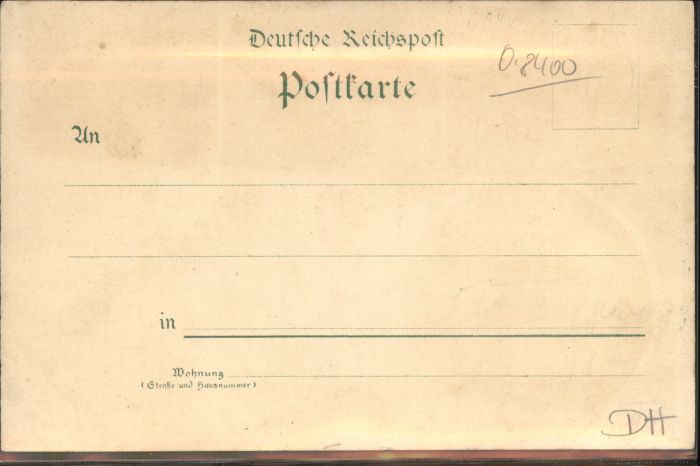 Deutsche Reichspost
0.8400
Postkarte
An
in
Wohnung
(Straße und Hausnummer)
DH